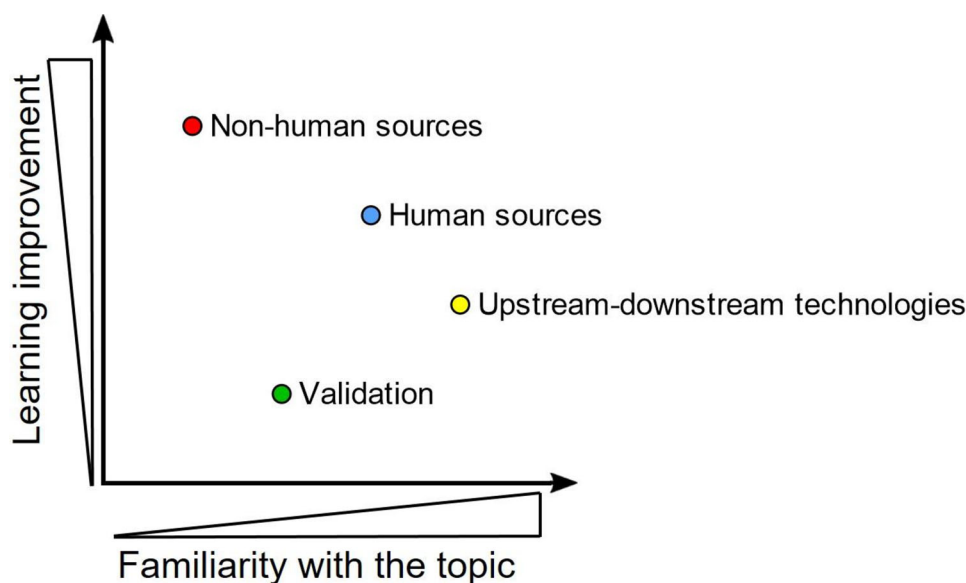 Learning improvement
Non-human sources
Human sources
Upstream-downstream technologies
Validation
Familiarity with the topic